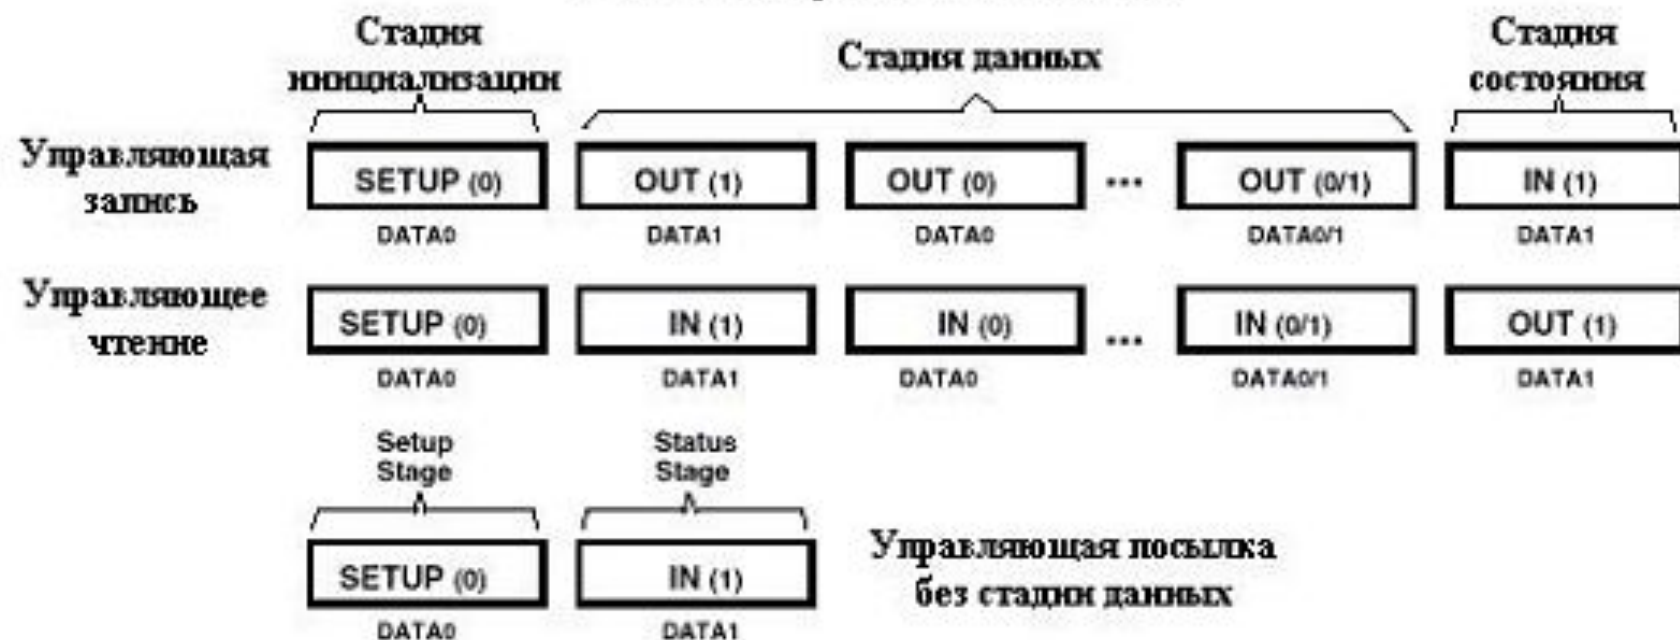 Стадия
инициализации
Стадия данных
Стадия
состояния
Управляющая
запись
SETUP (0)
OUT (1)
OUT (0)
...
OUT (0/1)
IN (1)
DATA0
DATA1
DATA0
DATA0/1
DATA1
Управляющее
чтение
SETUP (0)
IN (1)
IN (0)
...
IN (0/1)
OUT (1)
DATA0
DATA1
DATA0
DATA0/1
DATA1
Setup
Stage
Status
Stage
SETUP (0)
IN (1)
Управляющая посылка
без стадии данных
DATA0
DATA1